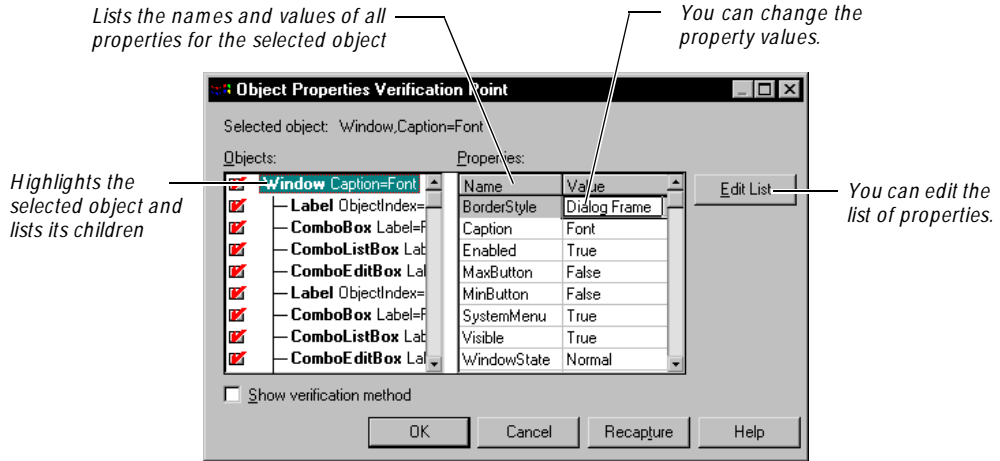 Lists the names and values of all
properties for the selected object
You can change the
property values.
Object Properties Verification Point
Selected object: Window,Caption=Font
Objects:
Properties:
Highlights the
selected object and
lists its children
Window Caption=Font
Label ObjectIndex=
ComboBox Label=F
ComboListBox Lab
ComboEditBox Lal
Label ObjectIndex=
ComboBox Label=F
ComboListBox Lab
ComboEditBox Lal
Name Value
BorderStyle Dialog Frame
Caption Font
Enabled True
MaxButton False
MinButton False
SystemMenu True
Visible True
WindowState Normal
Edit List
You can edit the
list of properties.
Show verification method
OK Cancel Recapture Help